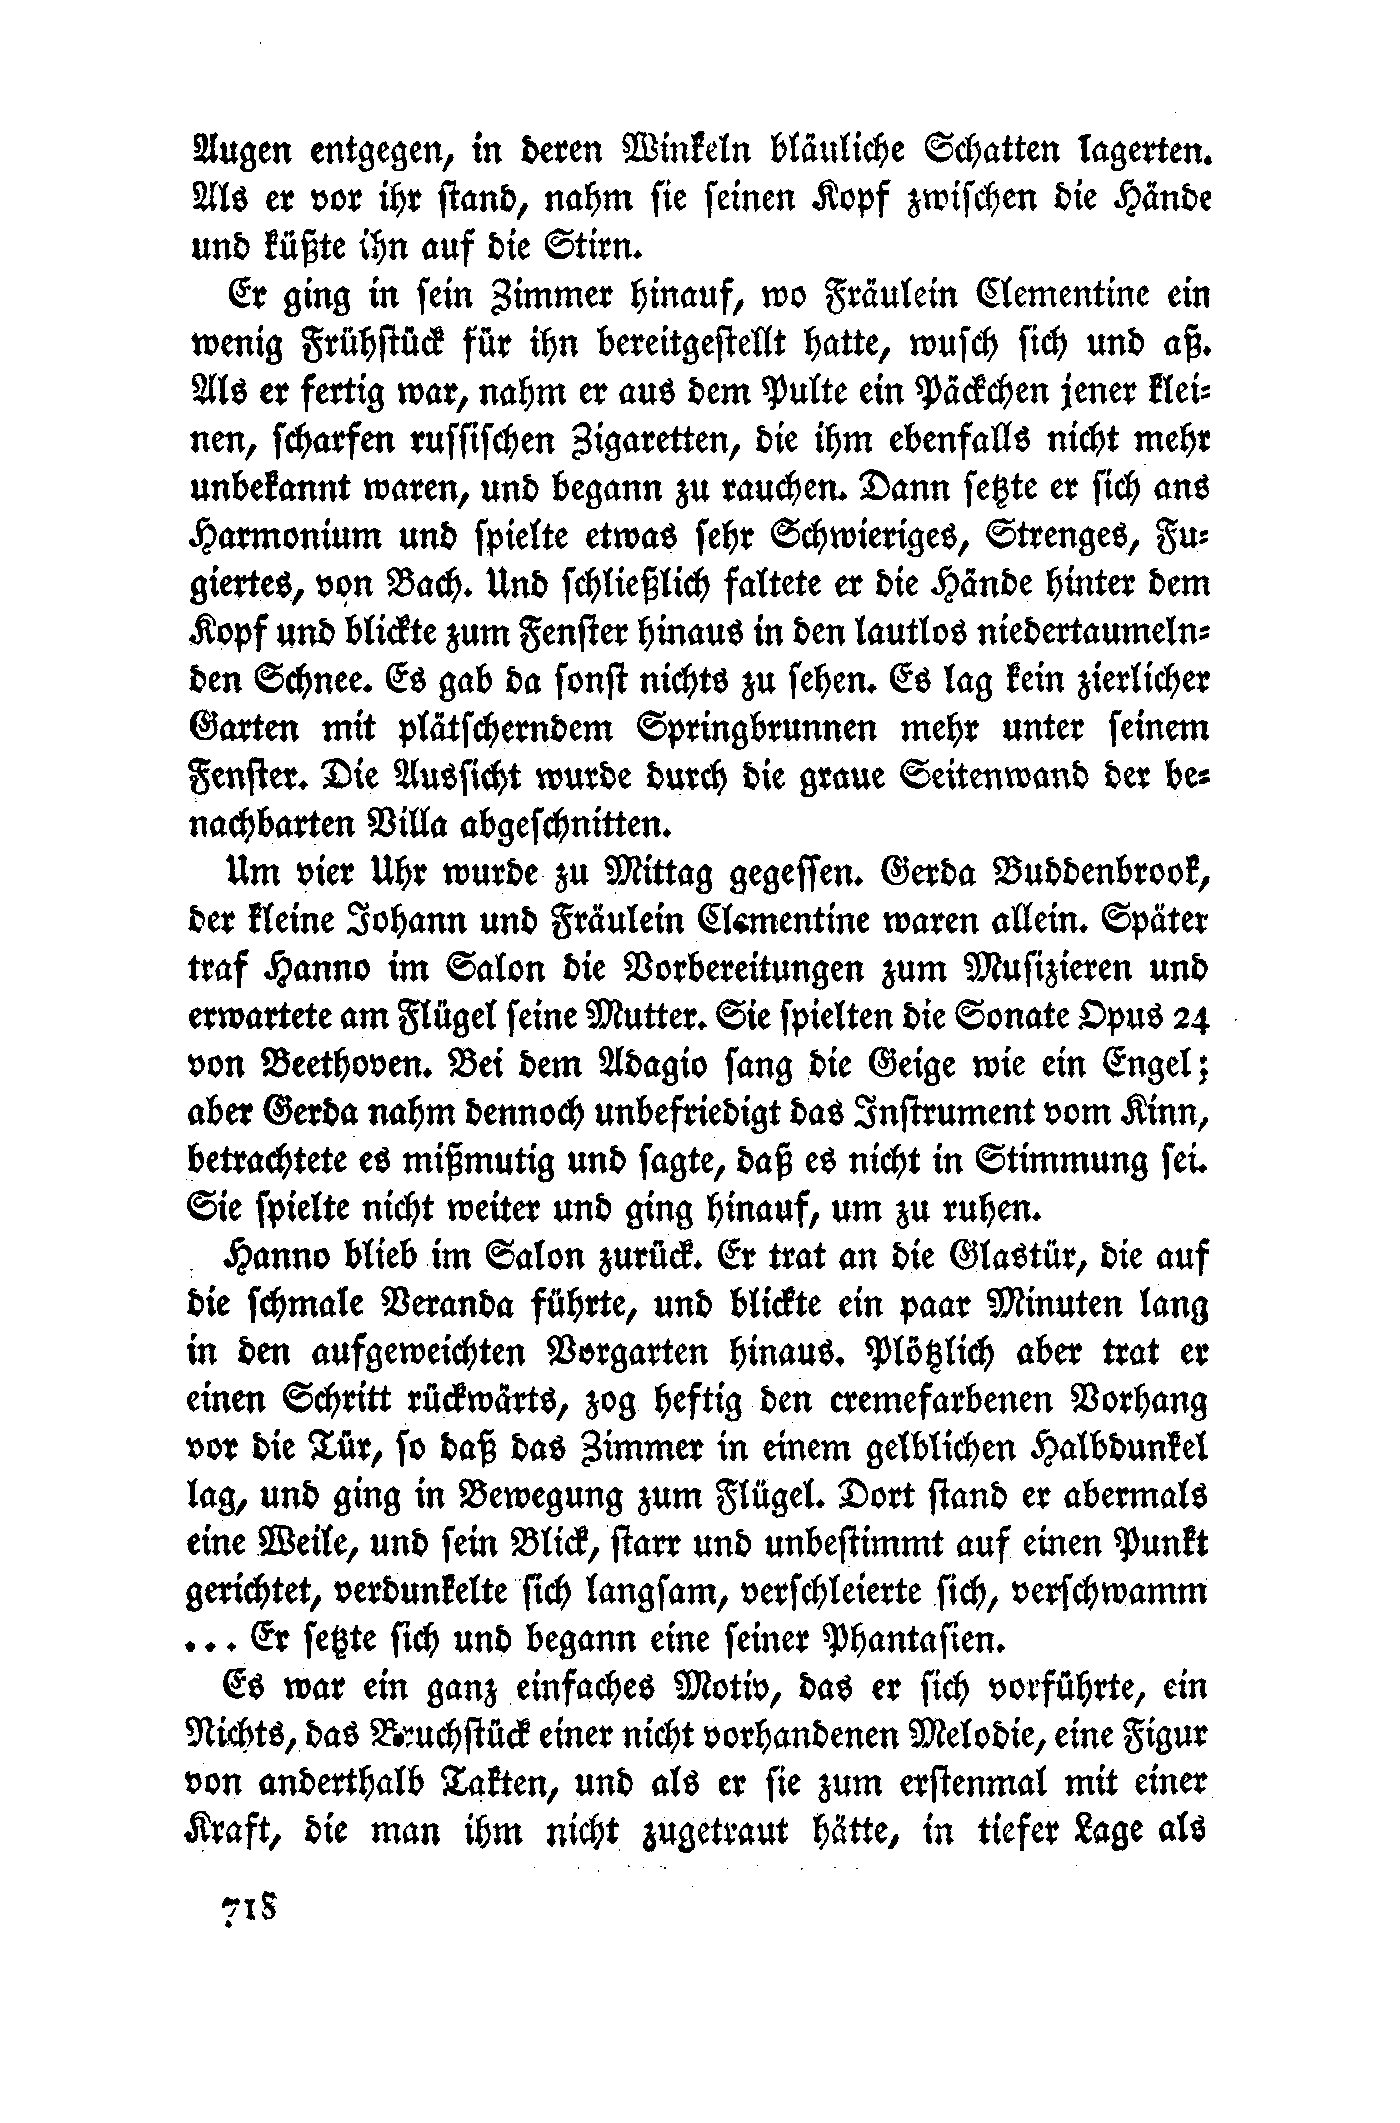 Augen entgegen, in deren Winkeln bläuliche Schatten lagerten.
Als er vor ihr stand, nahm sie seinen Kopf zwischen die Hände
und küßte ihn auf die Stirn.
Er ging in sein Zimmer hinauf, wo Fräulein Clementine ein
wenig Frühstück für ihn bereitgestellt hatte, wusch sich und aß.
Als er fertig war, nahm er aus dem Pulte ein Päckchen jener klei-
nen, scharfen russischen Zigaretten, die ihm ebenfalls nicht mehr
unbekannt waren, und begann zu rauchen. Dann setzte er sich ans
Harmonium und spielte etwas sehr Schwieriges, Strenges, Fu-
giertes, von Bach. Und schließlich faltete er die Hände hinter dem
Kopf und blickte zum Fenster hinaus in den lautlos niedertaumeln-
den Schnee. Es gab da sonst nichts zu sehen. Es lag kein zierlicher
Garten mit plätscherndem Springbrunnen mehr unter seinem
Fenster. Die Aussicht wurde durch die graue Seitenwand der be-
nachbarten Villa abgeschnitten.
Um vier Uhr wurde zu Mittag gegessen. Gerda Buddenbrook,
der kleine Johann und Fräulein Clementine waren allein. Später
traf Hanno im Salon die Vorbereitungen zum Musizieren und
erwartete am Flügel seine Mutter. Sie spielten die Sonate Opus 24
von Beethoven. Bei dem Adagio sang die Geige wie ein Engel;
aber Gerda nahm dennoch unbefriedigt das Instrument vom Kinn,
betrachtete es mißmutig und sagte, daß es nicht in Stimmung sei.
Sie spielte nicht weiter und ging hinauf, um zu ruhen.
Hanno blieb im Salon zurück. Er trat an die Glastür, die auf
die schmale Veranda führte, und blickte ein paar Minuten lang
in den aufgeweichten Vorgarten hinaus. Plötzlich aber trat er
einen Schritt rückwärts, zog heftig den cremefarbenen Vorhang
vor die Tür, so daß das Zimmer in einem gelblichen Halbdunkel
lag, und ging in Bewegung zum Flügel. Dort stand er abermals
eine Weile, und sein Blick, starr und unbestimmt auf einen Punkt
gerichtet, verdunkelte sich langsam, verschleierte sich, verschwamm
... Er setzte sich und begann eine seiner Phantasien.
Es war ein ganz einfaches Motiv, das er sich vorführte, ein
Nichts, das Bruchstück einer nicht vorhandenen Melodie, eine Figur
von anderthalb Takten, und als er sie zum erstenmal mit einer
Kraft, die man ihm nicht zugetraut hätte, in tiefer Lage als
718